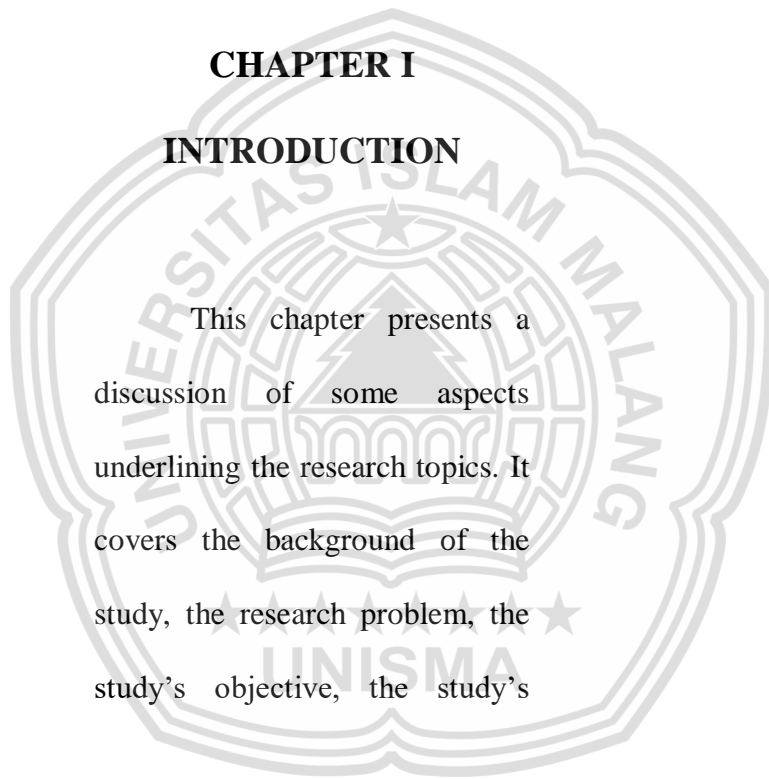 CHAPTER I
INTRODUCTION
UNIVERSITAS ISLAM MALANG
This chapter presents a
discussion of some aspects
underlining the research topics. It
covers the background of the
study, the research problem, the
study's objective, the study's
UNISMA